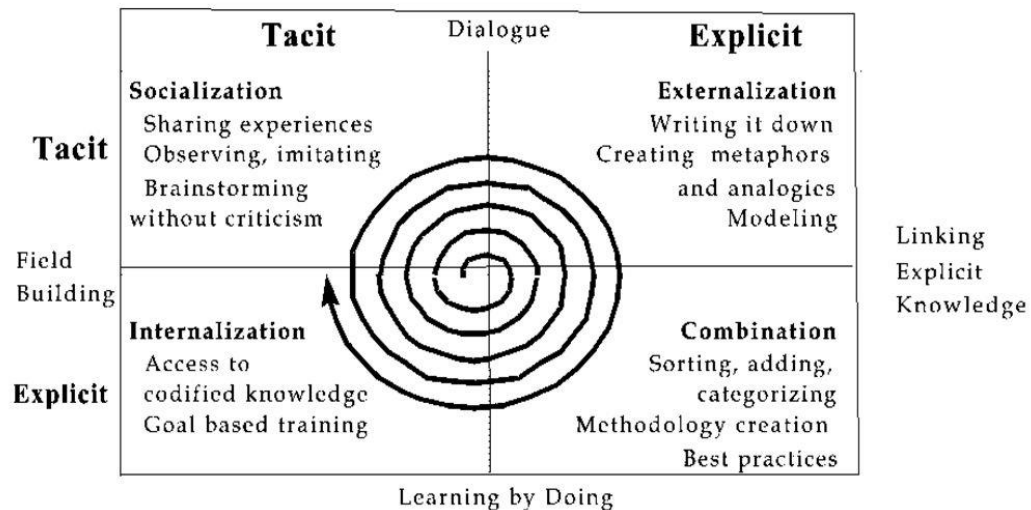 Tacit
Dialogue
Explicit
Tacit
Socialization
Sharing experiences
Observing, imitating
Brainstorming
without criticism
Externalization
Writing it down
Creating metaphors
and analogies
Modeling
Field
Building
Linking
Explicit
Knowledge
Explicit
Internalization
Access to
codified knowledge
Goal based training
Combination
Sorting, adding,
categorizing
Methodology creation
Best practices
Learning by Doing